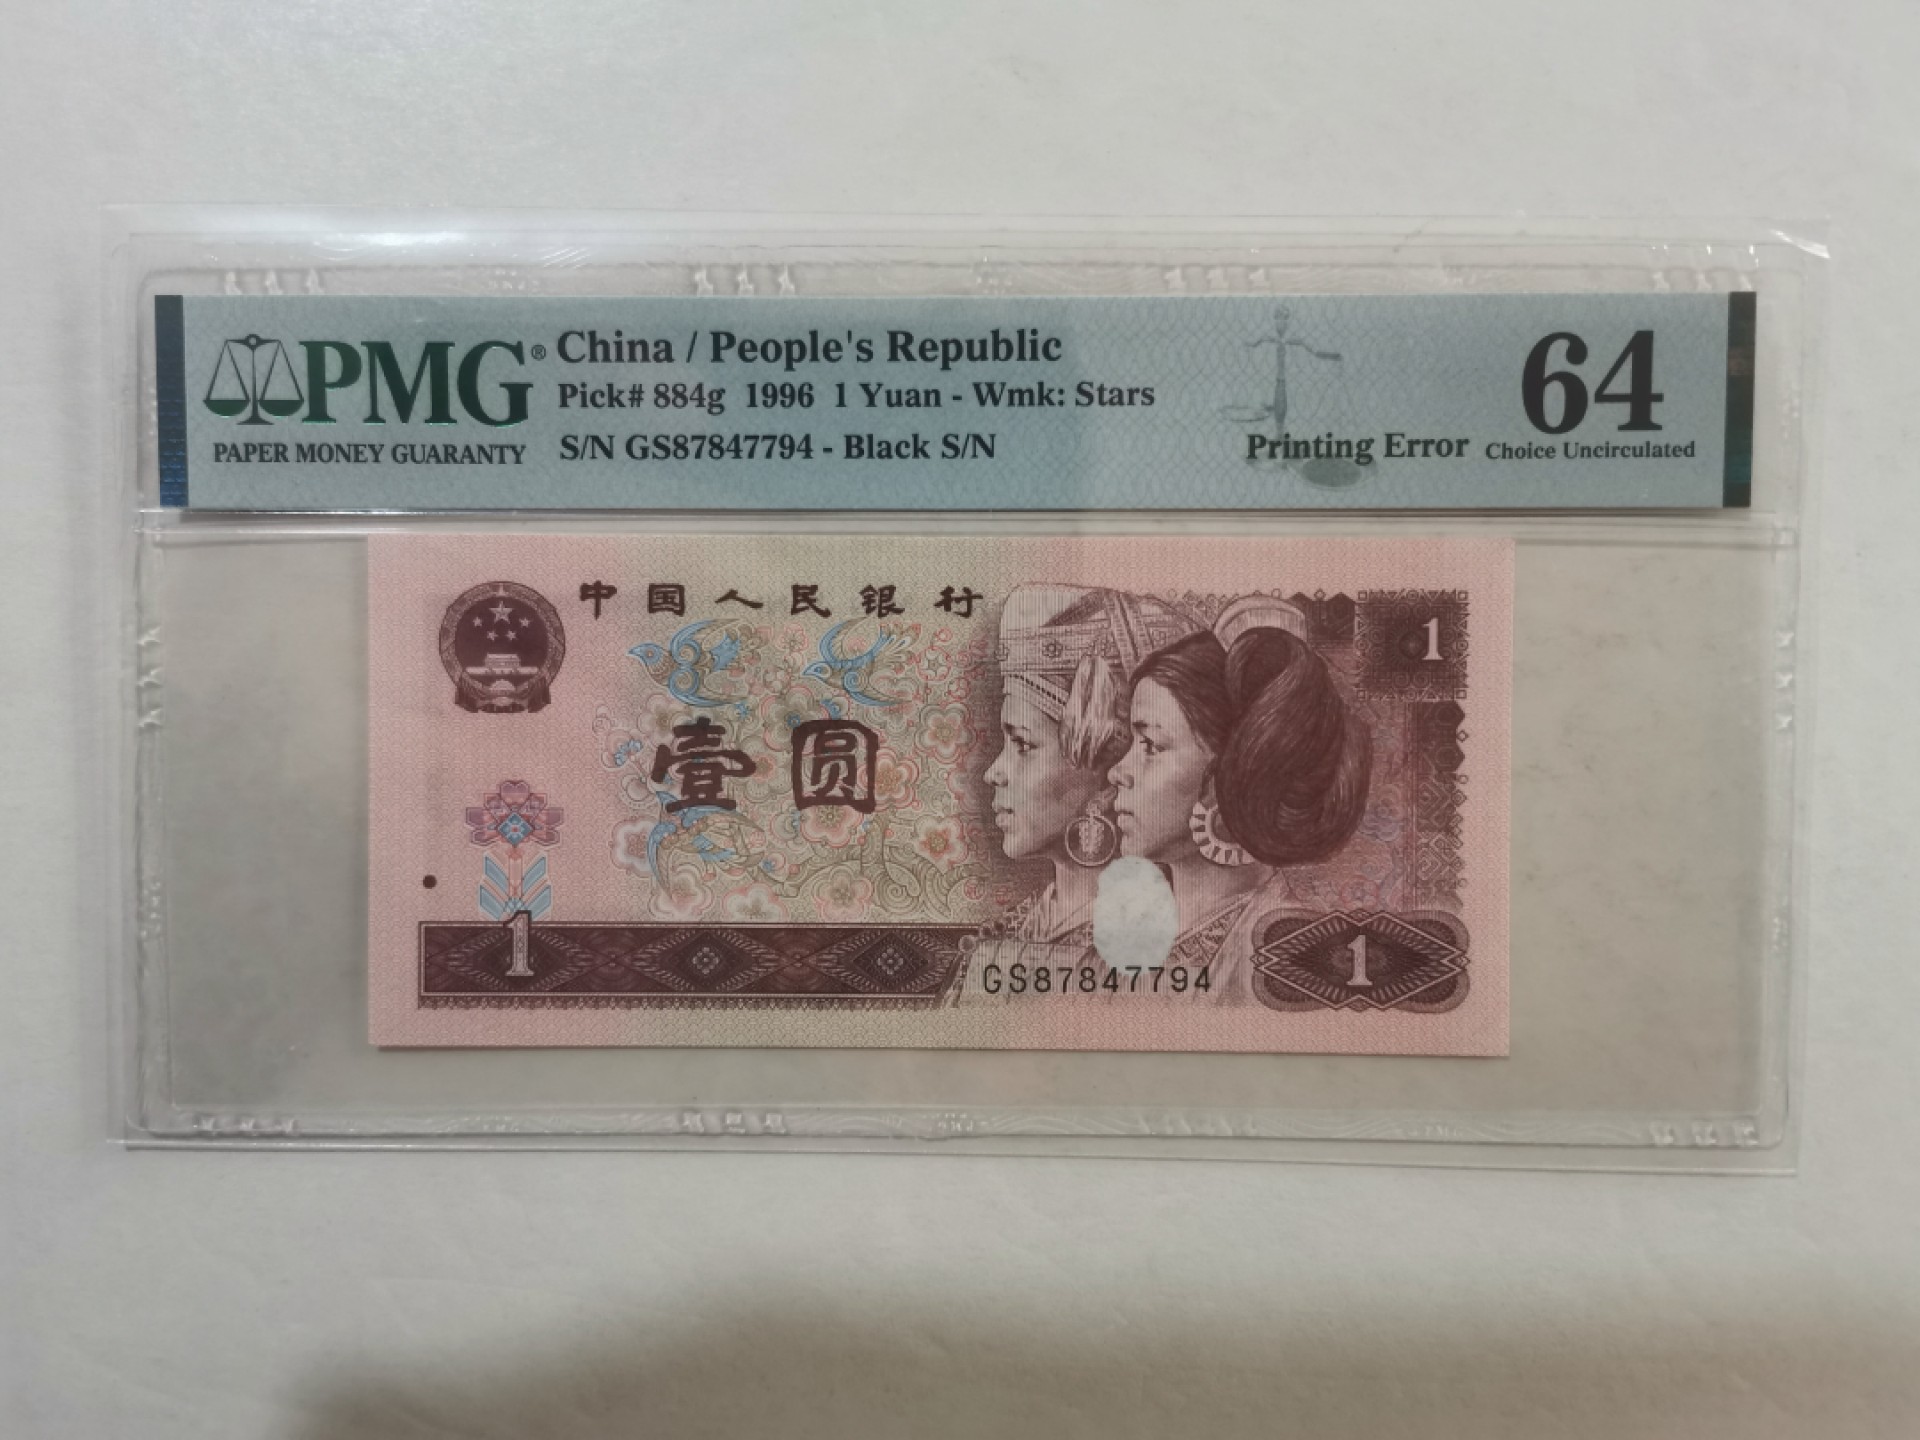 PMG®
PAPER MONEY GUARANTY
China / People's Republic
Pick# 884g 1996 1 Yuan - Wmk: Stars
S/N GS87847794 - Black S/N
Printing Error
64
Choice Uncirculated
中国人民银行
1
壹圆
1
GS87847794
1